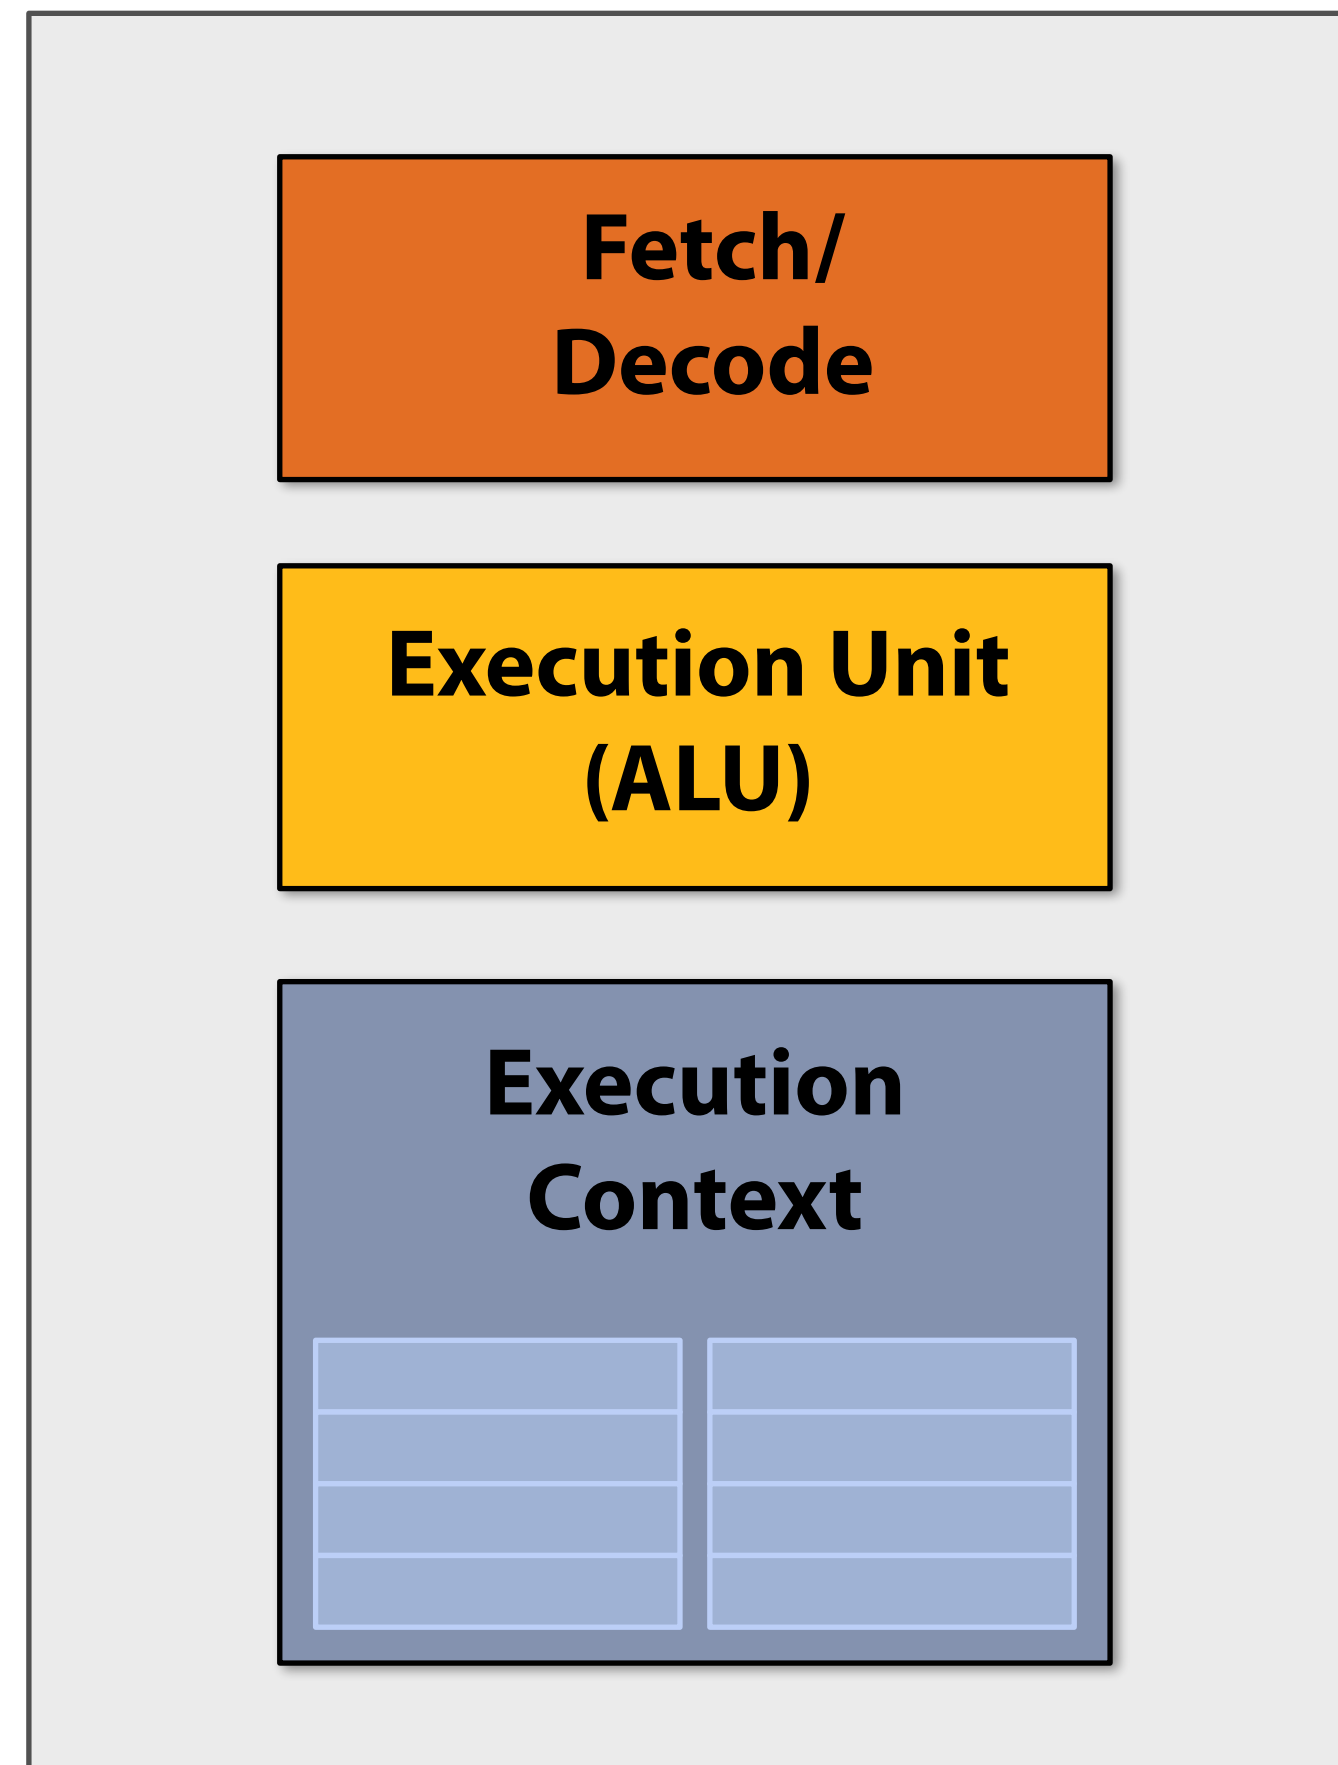 Fetch/
Decode
Execution Unit
(ALU)
Execution
Context